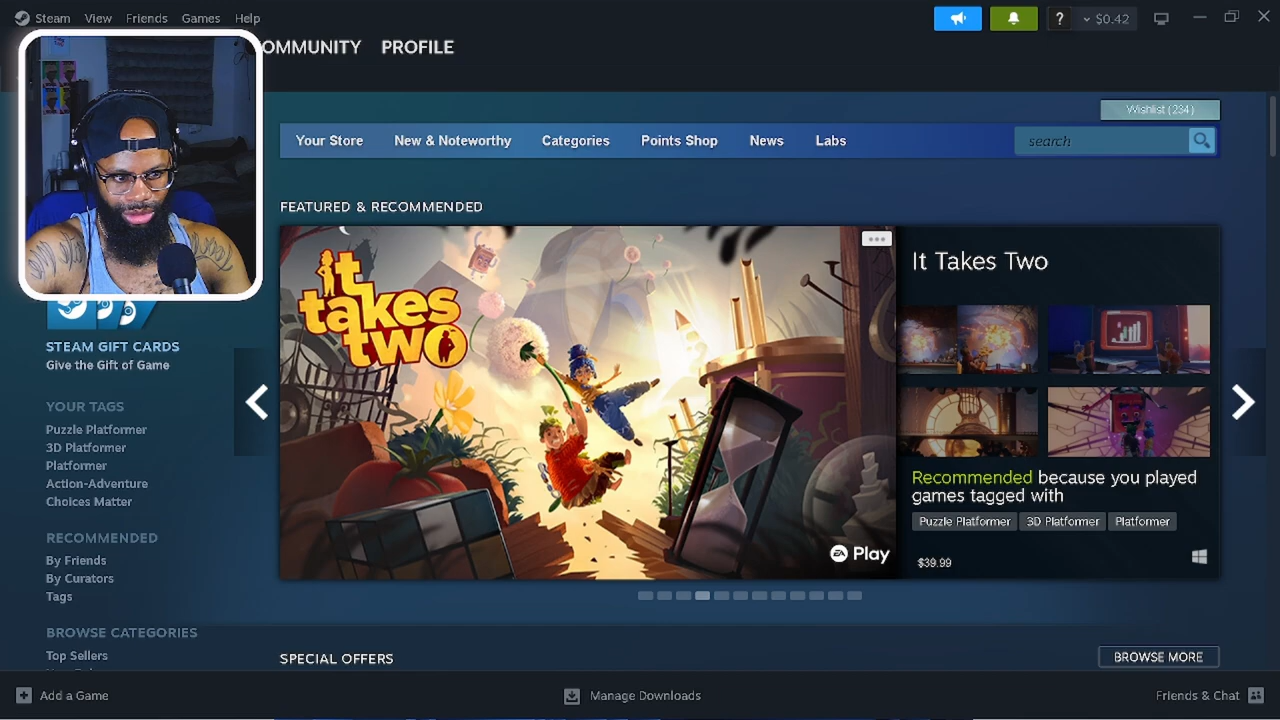 Steam View Friends Games Help
? $0.42
OMMUNITY PROFILE
Wishlist (234)
Your Store New & Noteworthy Categories Points Shop News Labs
search
FEATURED & RECOMMENDED
it takes two
EA Play
It Takes Two
Recommended because you played
games tagged with
Puzzle Platformer 3D Platformer Platformer
$39.99
STEAM GIFT CARDS
Give the Gift of Game
YOUR TAGS
Puzzle Platformer
3D Platformer
Platformer
Action-Adventure
Choices Matter
RECOMMENDED
By Friends
By Curators
Tags
BROWSE CATEGORIES
Top Sellers
SPECIAL OFFERS
BROWSE MORE
Add a Game
Manage Downloads
Friends & Chat